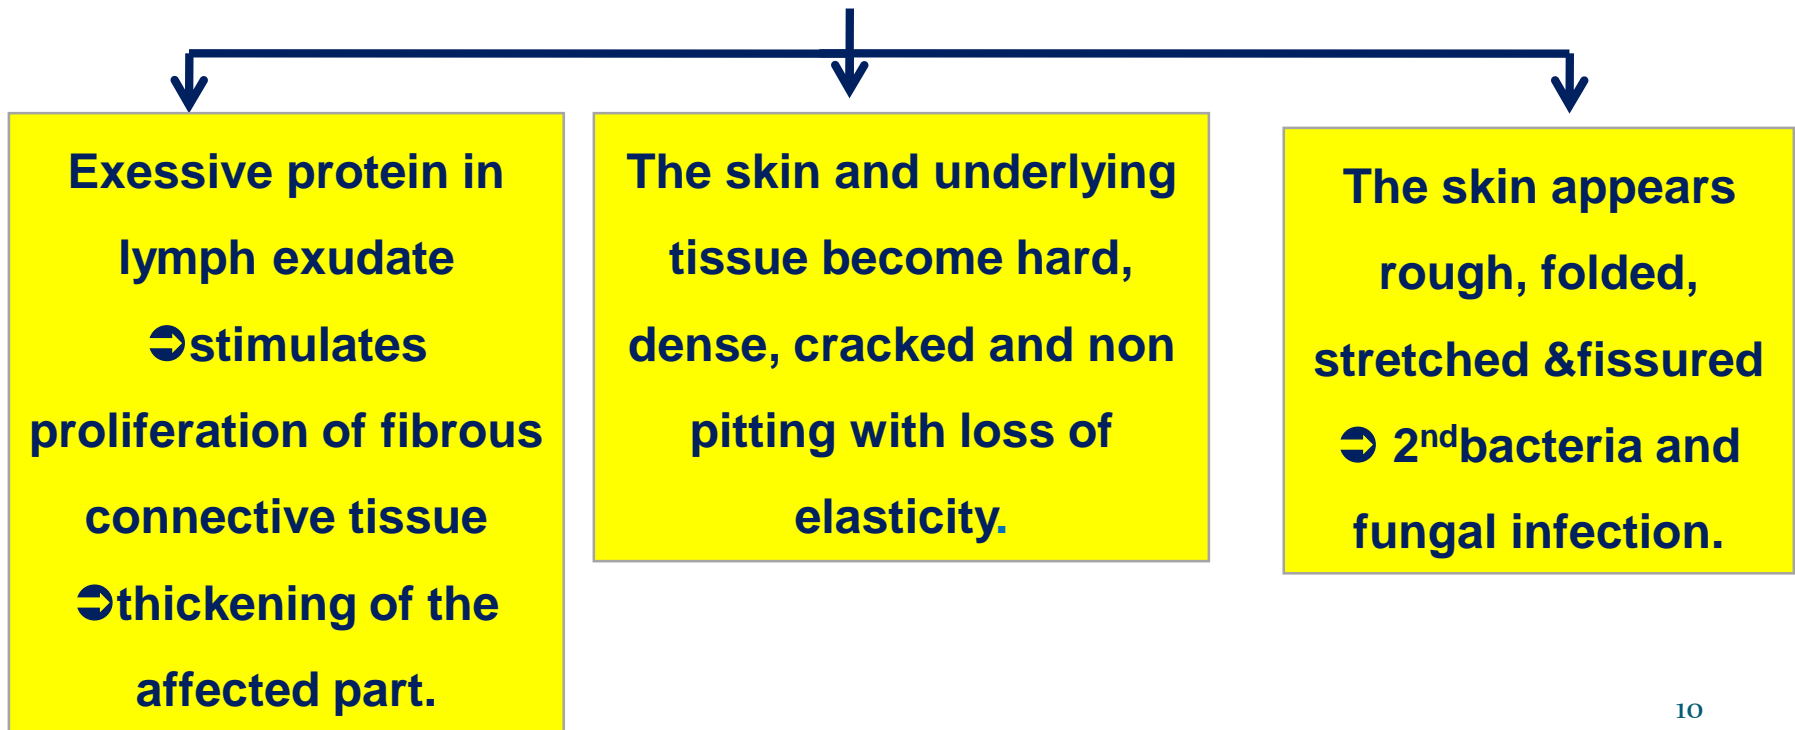 Exessive protein in
lymph exudate
➲stimulates
proliferation of fibrous
connective tissue
➲thickening of the
affected part.
The skin and underlying
tissue become hard,
dense, cracked and non
pitting with loss of
elasticity.
The skin appears
rough, folded,
stretched &fissured
➲ 2ndbacteria and
fungal infection.
10